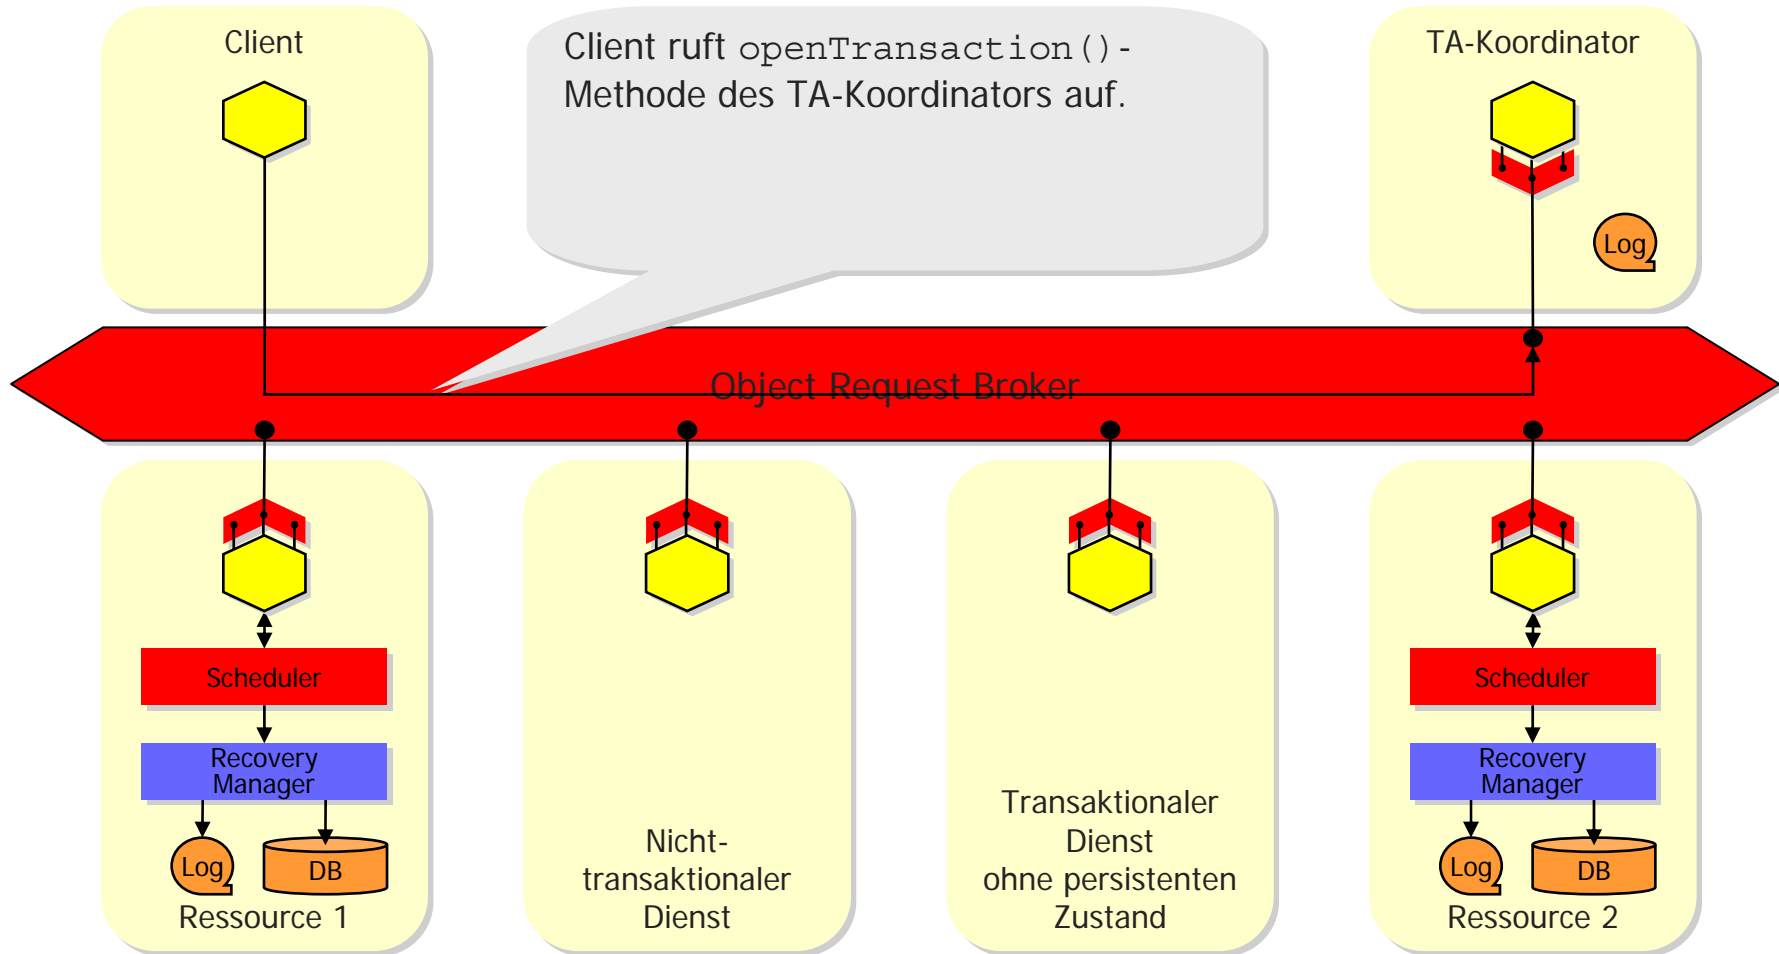 Client
Client ruft openTransaction()-
Methode des TA-Koordinators auf.
TA-Koordinator
Log
Object Request Broker
Scheduler
Recovery
Manager
Log
DB
Ressource 1
Nicht-
transaktionaler
Dienst
Transaktionaler
Dienst
ohne persistenten
Zustand
Scheduler
Recovery
Manager
Log
DB
Ressource 2